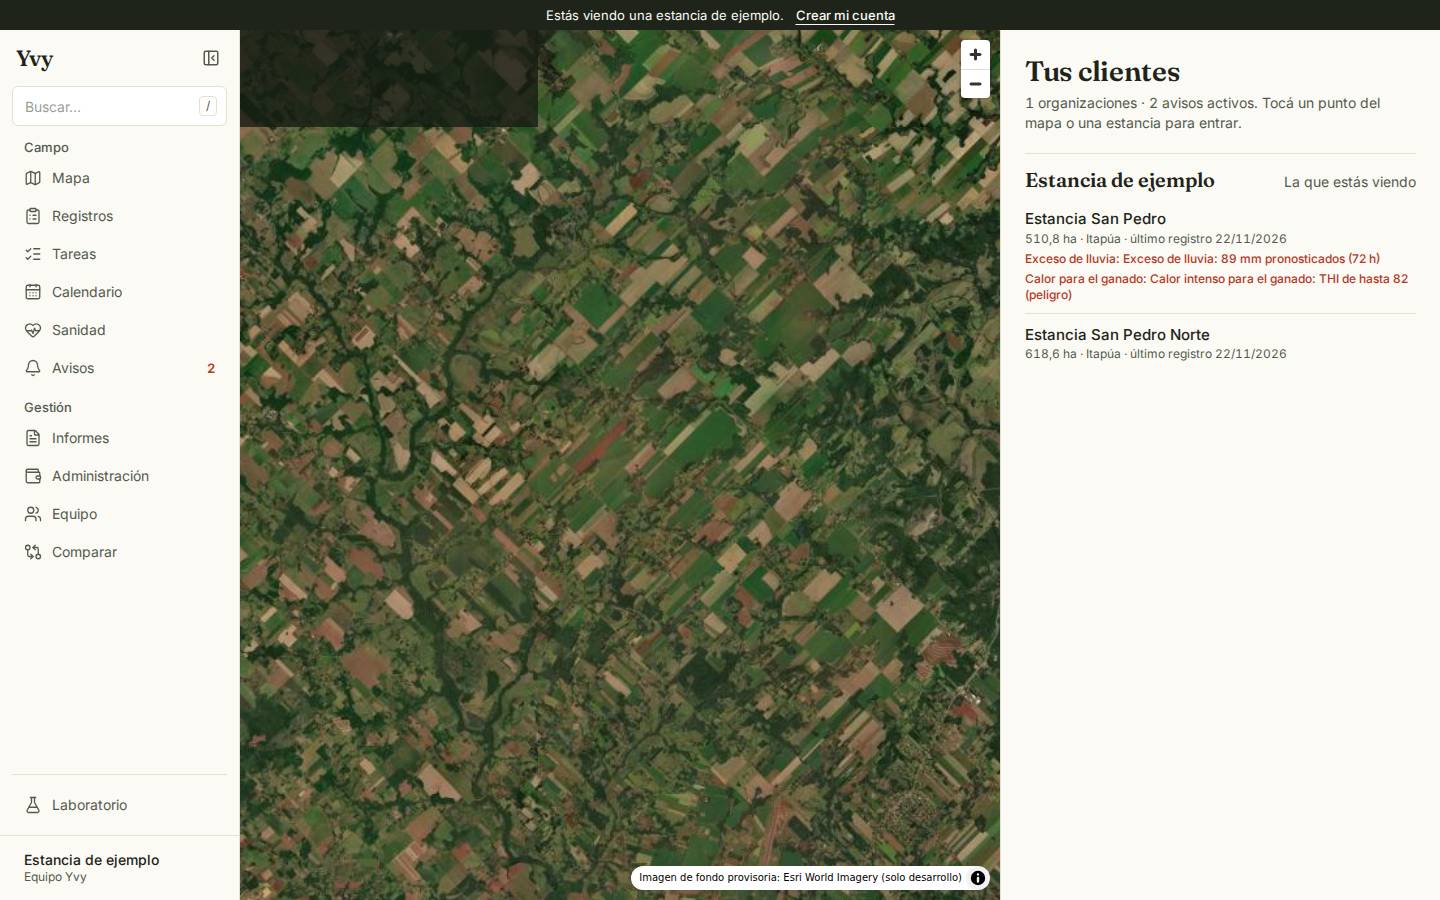 Estás viendo una estancia de ejemplo. Crear mi cuenta
Yvy
Buscar... /
Campo
Mapa
Registros
Tareas
Calendario
Sanidad
Avisos 2
Gestión
Informes
Administración
Equipo
Comparar
Laboratorio
Estancia de ejemplo
Equipo Yvy
Imagen de fondo provisoria: Esri World Imagery (solo desarrollo)
Tus clientes
1 organizaciones · 2 avisos activos. Tocá un punto del
mapa o una estancia para entrar.
Estancia de ejemplo La que estás viendo
Estancia San Pedro
510,8 ha · Itapúa · último registro 22/11/2026
Exceso de lluvia: Exceso de lluvia: 89 mm pronosticados (72 h)
Calor para el ganado: Calor intenso para el ganado: THI de hasta 82
(peligro)
Estancia San Pedro Norte
618,6 ha · Itapúa · último registro 22/11/2026